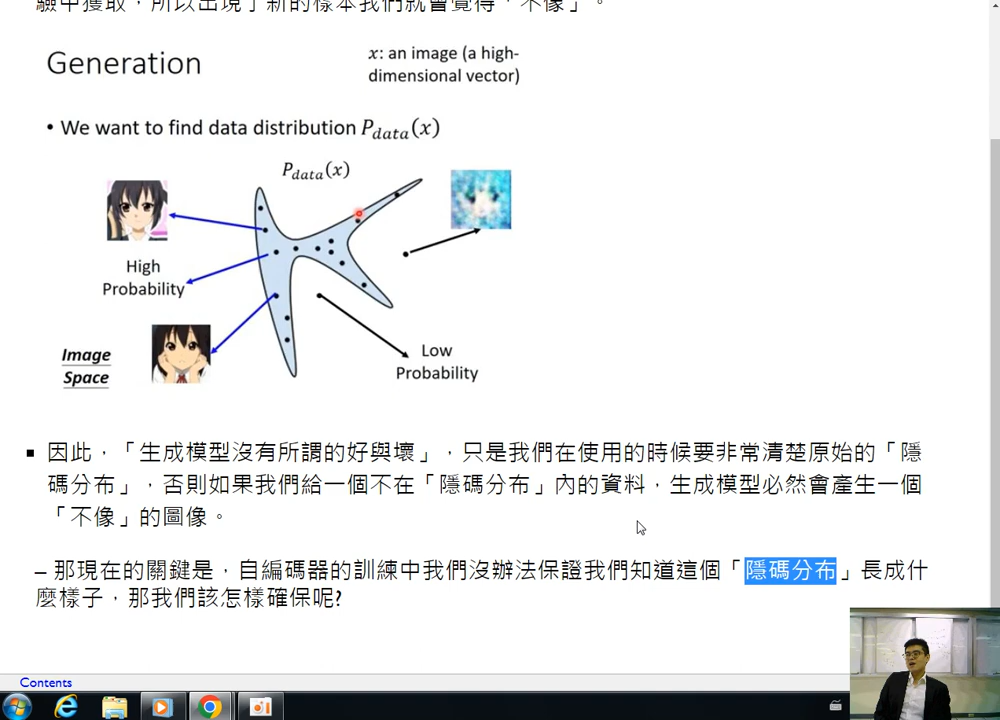 驗中獲取，所以出現了新的樣本我們就會覺得「不像」。
Generation
x: an image (a high-
dimensional vector)
• We want to find data distribution P_data(x)
P_data(x)
High
Probability
Image
Space
Low
Probability
▪ 因此，「生成模型沒有所謂的好與壞」，只是我們在使用的時候要非常清楚原始的「隱
碼分布」，否則如果我們給一個不在「隱碼分布」內的資料，生成模型必然會產生一個
「不像」的圖像。
– 那現在的關鍵是，自編碼器的訓練中我們沒辦法保證我們知道這個「隱碼分布」長成什
麼樣子，那我們該怎樣確保呢?
Contents